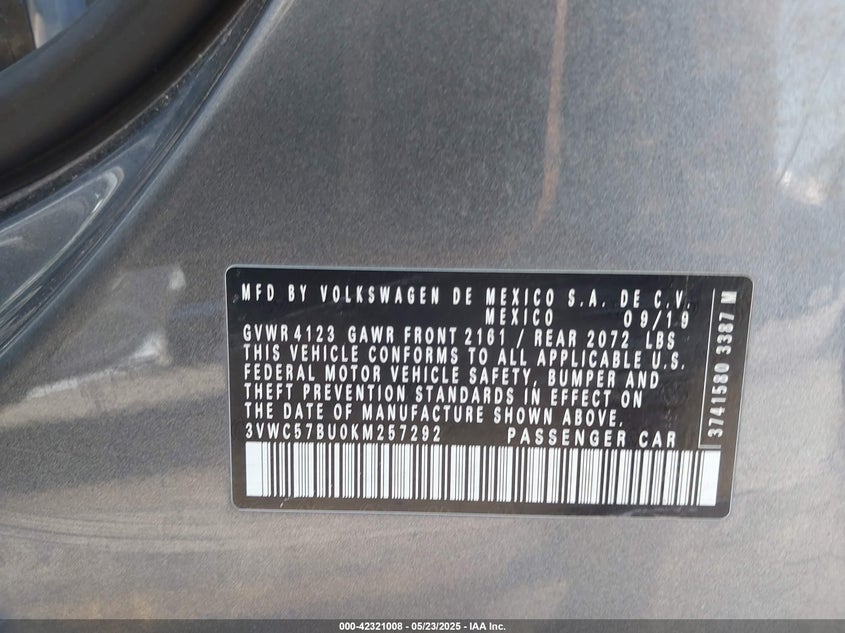 MFD BY VOLKSWAGEN DE MEXICO S.A. DE C.V.
MEXICO 09/19
GVWR 4123 GAWR FRONT 2161 / REAR 2072 LBS
THIS VEHICLE CONFORMS TO ALL APPLICABLE U.S.
FEDERAL MOTOR VEHICLE SAFETY, BUMPER AND
THEFT PREVENTION STANDARDS IN EFFECT ON
THE DATE OF MANUFACTURE SHOWN ABOVE.
3VWC57BU0KM257292 PASSENGER CAR
3741580 3387 M
000-42321008 - 05/23/2025 - IAA Inc.